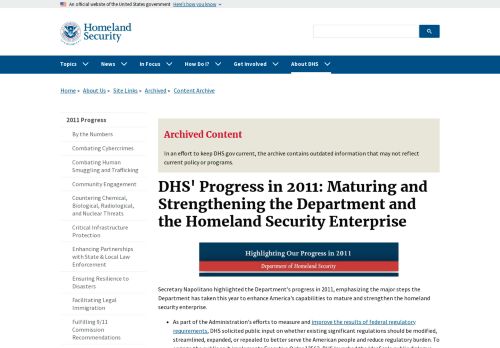 An official website of the United States government Here's how you know
Homeland
Security
Topics News In Focus How Do I? Get Involved About DHS
Home About Us Site Links Archived Content Archive
2011 Progress
By the Numbers
Combating Cybercrimes
Combating Human
Smuggling and Trafficking
Community Engagement
Countering Chemical,
Biological, Radiological,
and Nuclear Threats
Critical Infrastructure
Protection
Enhancing Partnerships
with State & Local Law
Enforcement
Ensuring Resilience to
Disasters
Facilitating Legal
Immigration
Fulfilling 9/11
Commission
Recommendations
Archived Content
In an effort to keep DHS.gov current, the archive contains outdated information that may not reflect
current policy or programs.
DHS' Progress in 2011: Maturing and
Strengthening the Department and
the Homeland Security Enterprise
Highlighting Our Progress in 2011
Department of Homeland Security
Secretary Napolitano highlighted the Department's progress in 2011, emphasizing the major steps the
Department has taken this year to enhance America's capabilities to mature and strengthen the homeland
security enterprise.
• As part of the Administration's efforts to measure and improve the results of federal regulatory
requirements, DHS solicited public input on whether existing significant regulations should be modified,
streamlined, expanded, or repealed to better serve the American people and reduce regulatory burden. To